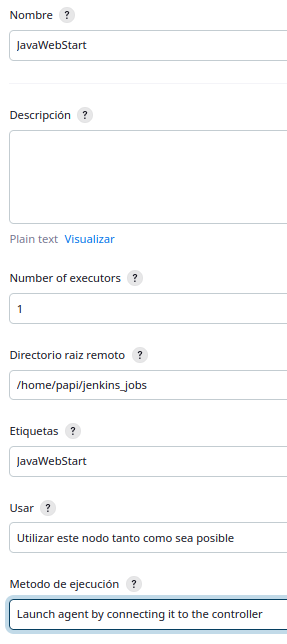 Nombre ?
JavaWebStart
Descripción ?
Plain text Visualizar
Number of executors ?
1
Directorio raiz remoto ?
/home/papi/jenkins_jobs
Etiquetas ?
JavaWebStart
Usar ?
Utilizar este nodo tanto como sea posible
Metodo de ejecución ?
Launch agent by connecting it to the controller